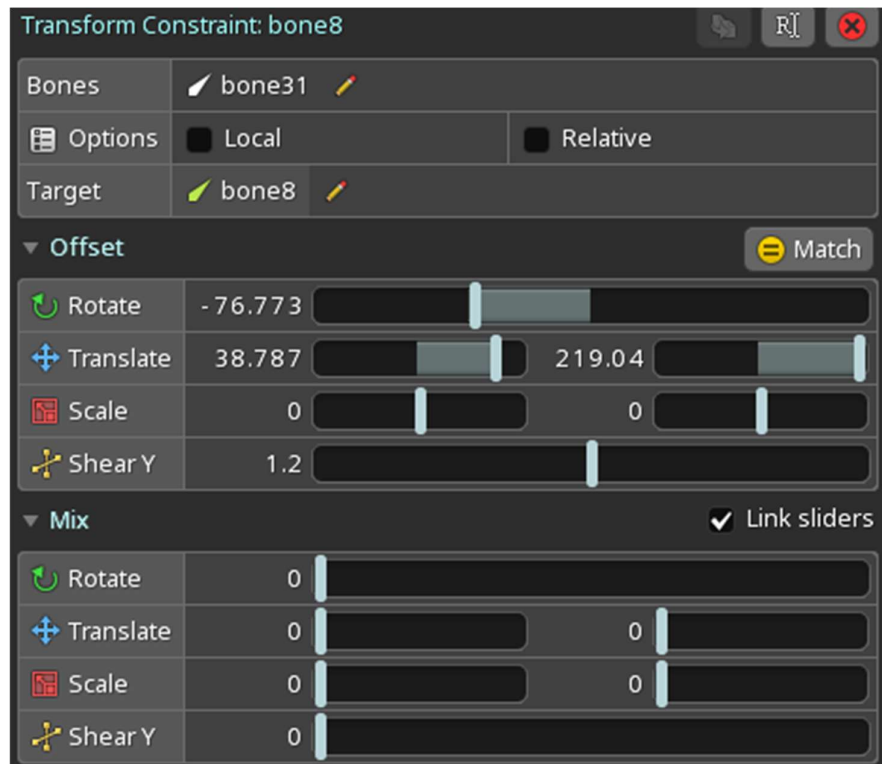 Transform Constraint: bone8
Bones bone31
Options Local Relative
Target bone8
Offset Match
Rotate -76.773
Translate 38.787 219.04
Scale 0 0
Shear Y 1.2
Mix Link sliders
Rotate 0
Translate 0 0
Scale 0 0
Shear Y 0